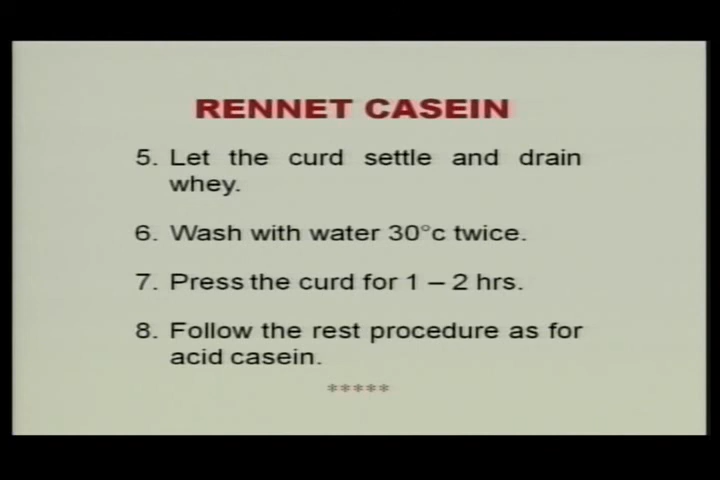 RENNET CASEIN
5. Let the curd settle and drain
whey.
6. Wash with water 30°c twice.
7. Press the curd for 1 – 2 hrs.
8. Follow the rest procedure as for
acid casein.
*****